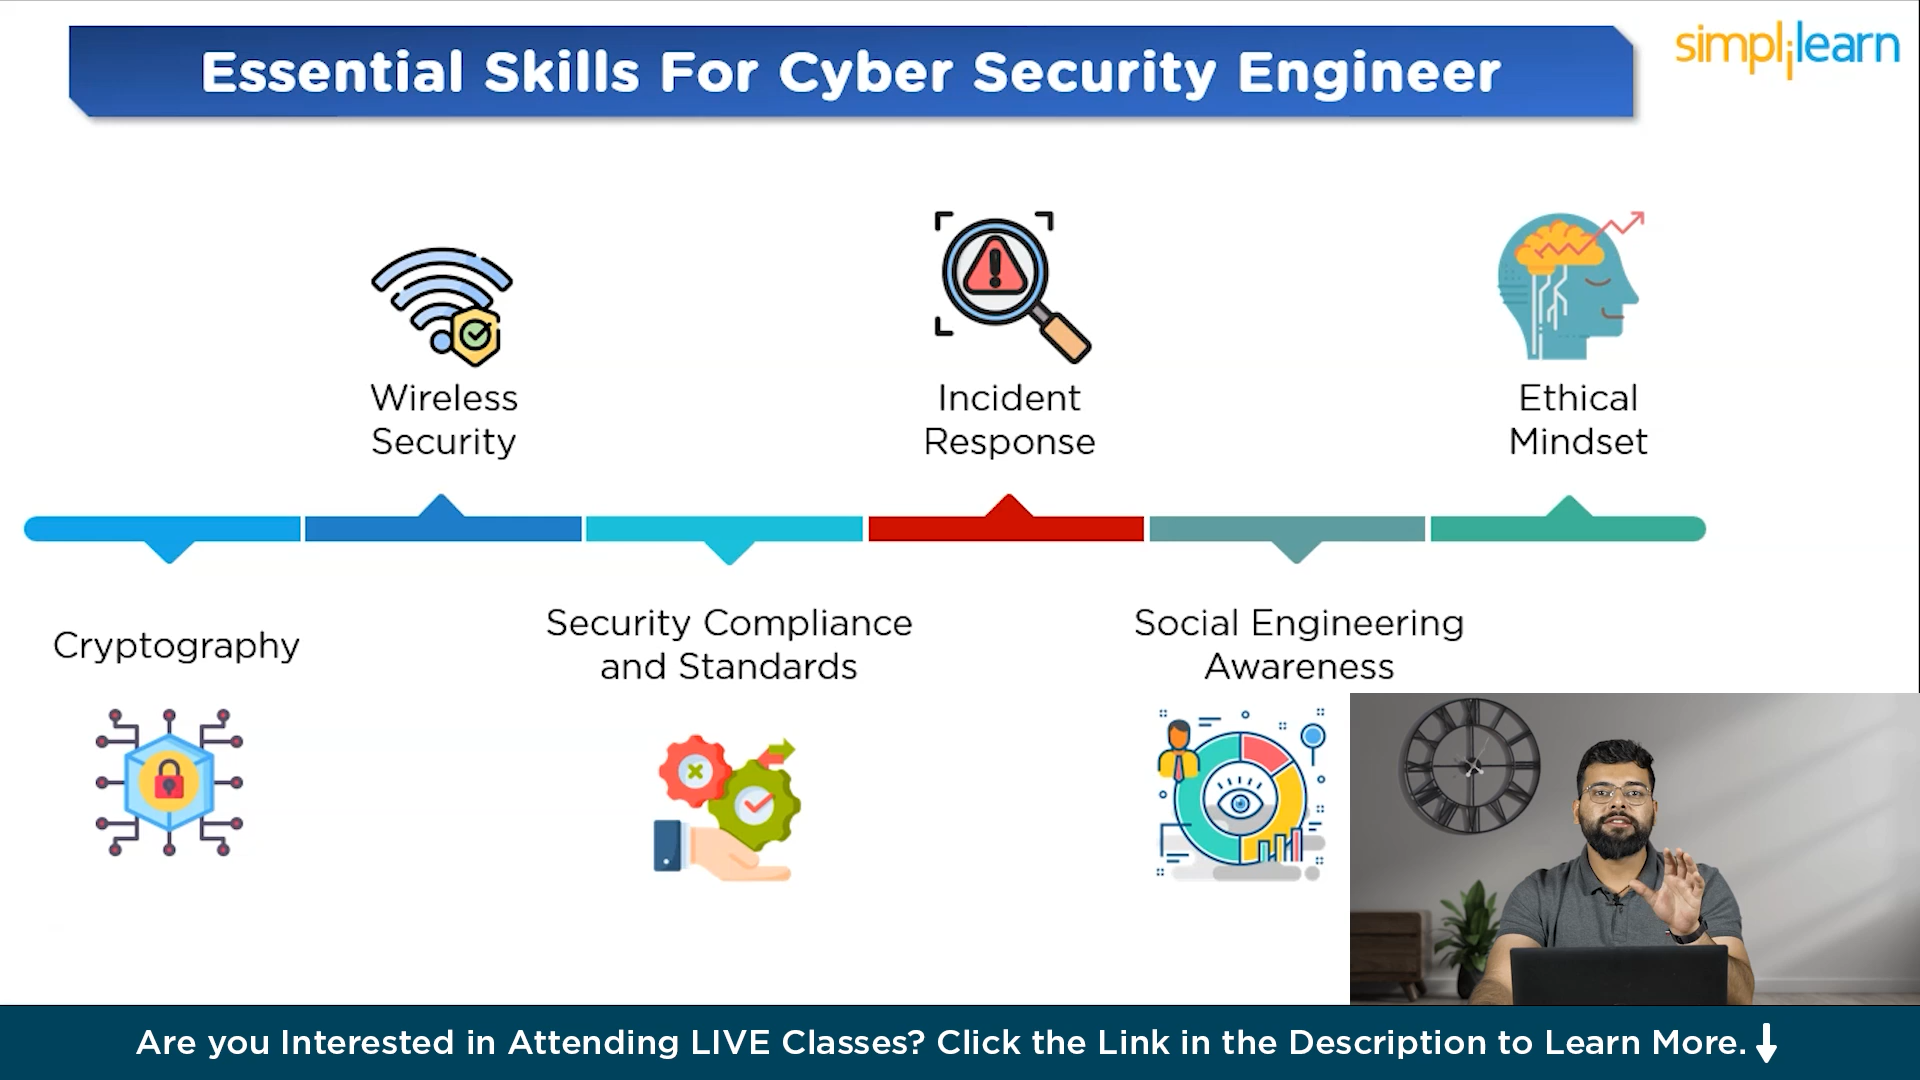 Essential Skills For Cyber Security Engineer
simplilearn
Wireless
Security
Incident
Response
Ethical
Mindset
Cryptography
Security Compliance
and Standards
Social Engineering
Awareness
Are you Interested in Attending LIVE Classes? Click the Link in the Description to Learn More.